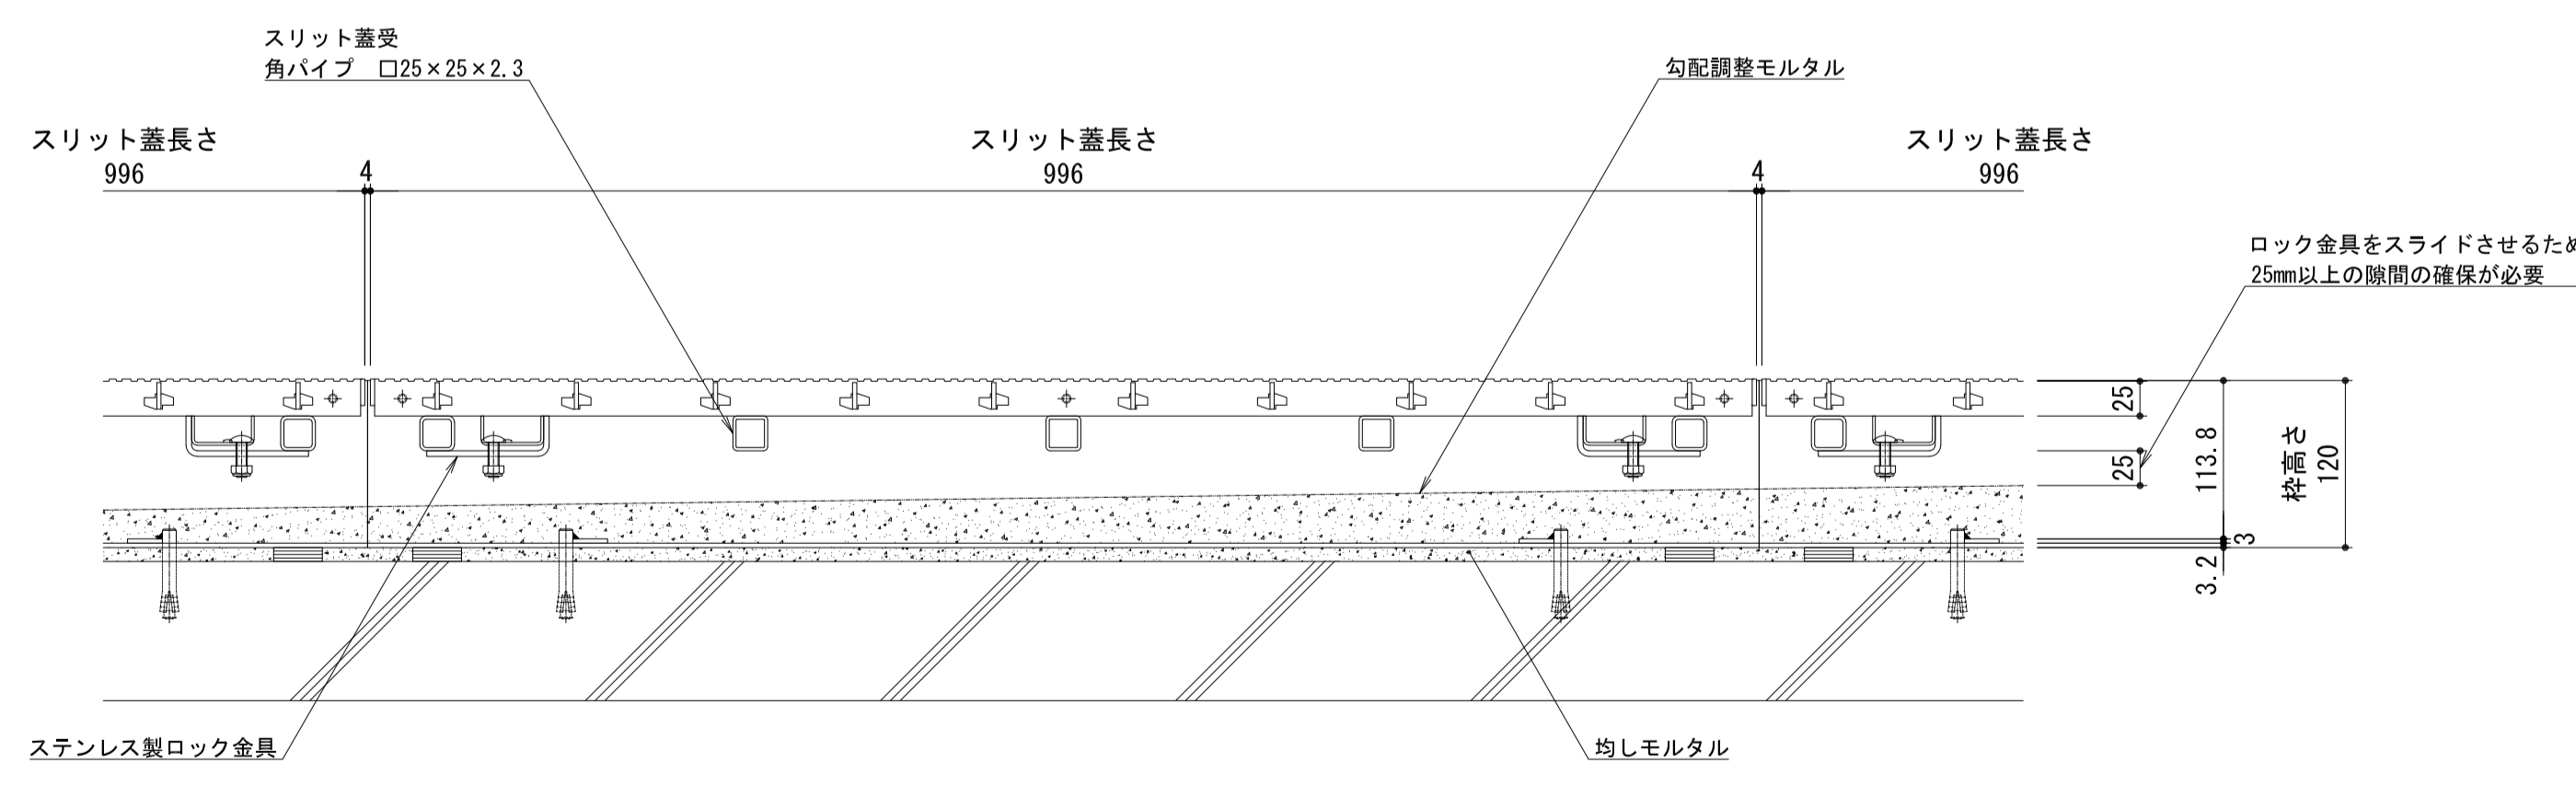 スリット蓋受
角パイプ　□25×25×2.3
勾配調整モルタル
スリット蓋長さ
996
4
スリット蓋長さ
996
4
スリット蓋長さ
996
ロック金具をスライドさせるため
25mm以上の隙間の確保が必要
25
25
113.8
3
3.2
枠高さ
120
ステンレス製ロック金具
均しモルタル